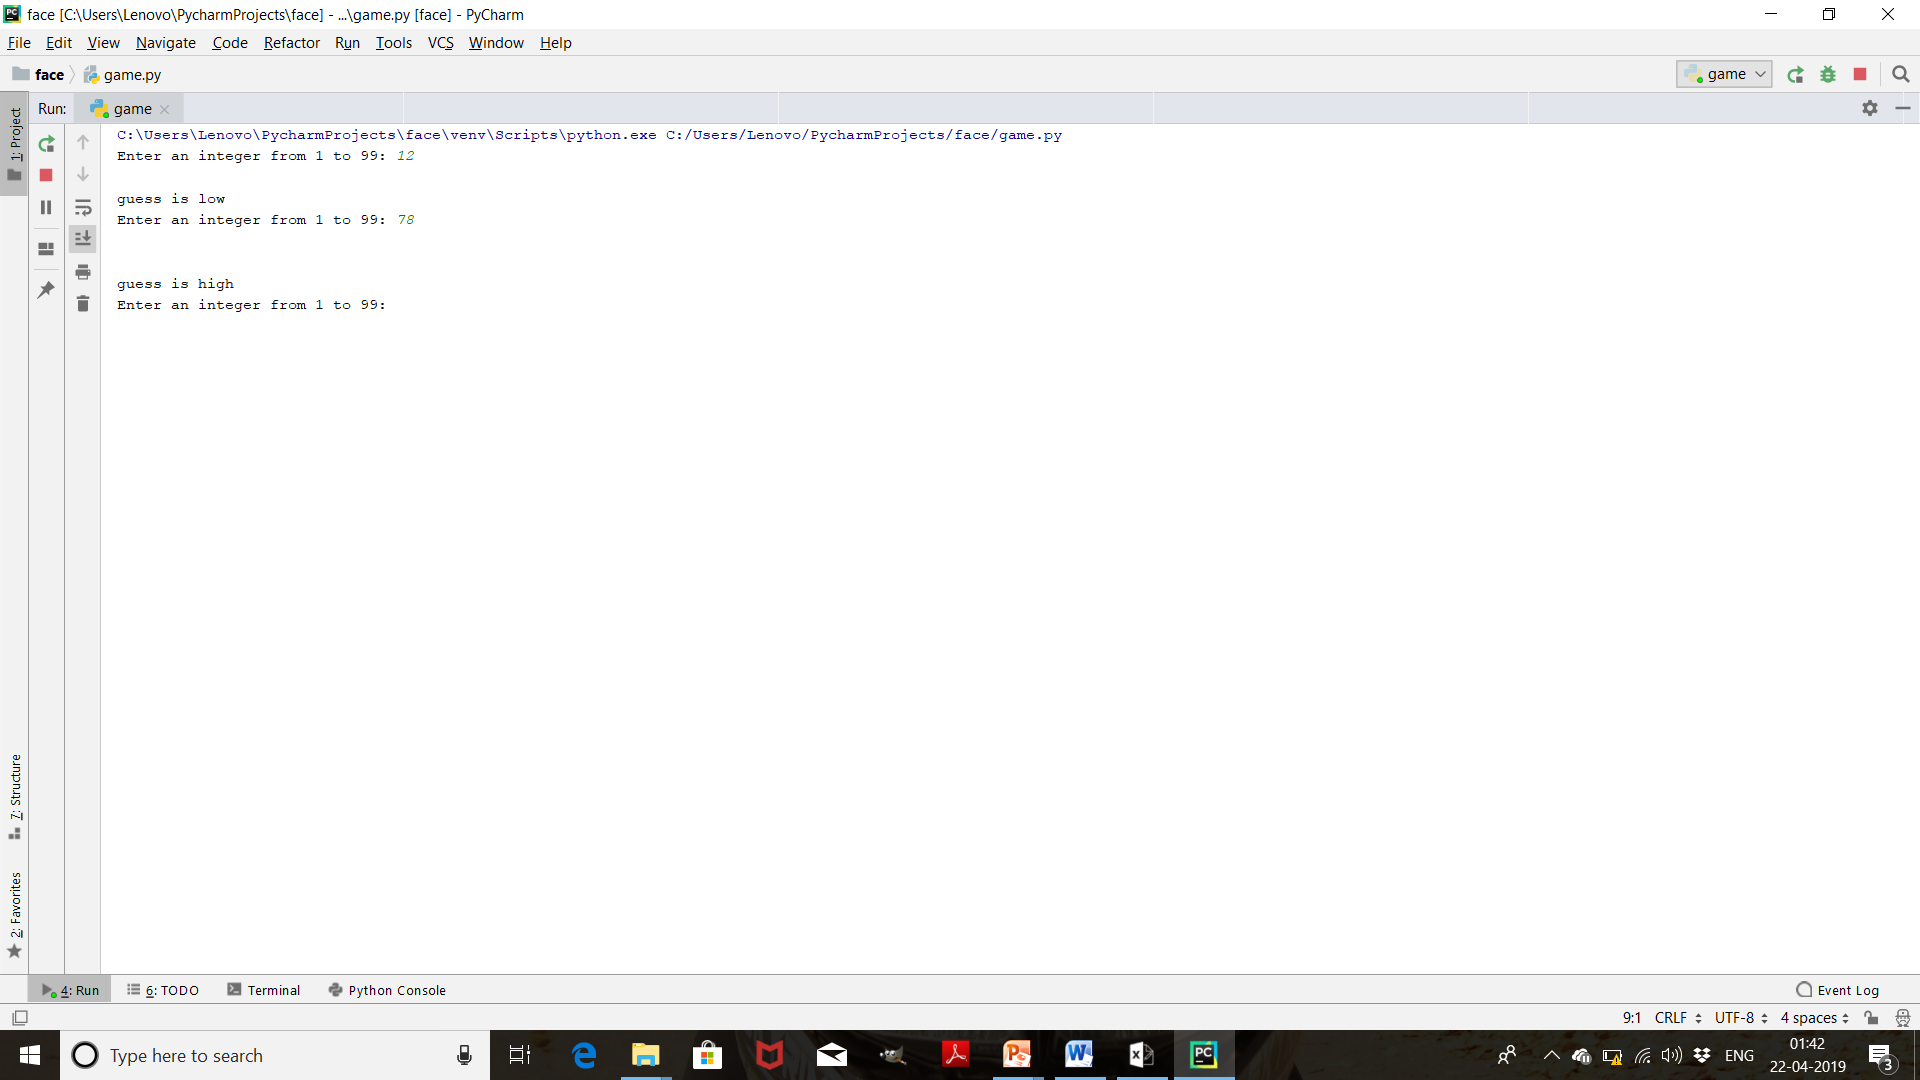 face [C:\Users\Lenovo\PycharmProjects\face] - ...\game.py [face] - PyCharm
File Edit View Navigate Code Refactor Run Tools VCS Window Help
face game.py game
Run: game
1: Project
C:\Users\Lenovo\PycharmProjects\face\venv\Scripts\python.exe C:/Users/Lenovo/PycharmProjects/face/game.py
Enter an integer from 1 to 99: 12
guess is low
Enter an integer from 1 to 99: 78
guess is high
Enter an integer from 1 to 99:
7: Structure
2: Favorites
4: Run 6: TODO Terminal Python Console Event Log
9:1 CRLF UTF-8 4 spaces
Type here to search
ENG
01:42
22-04-2019
3